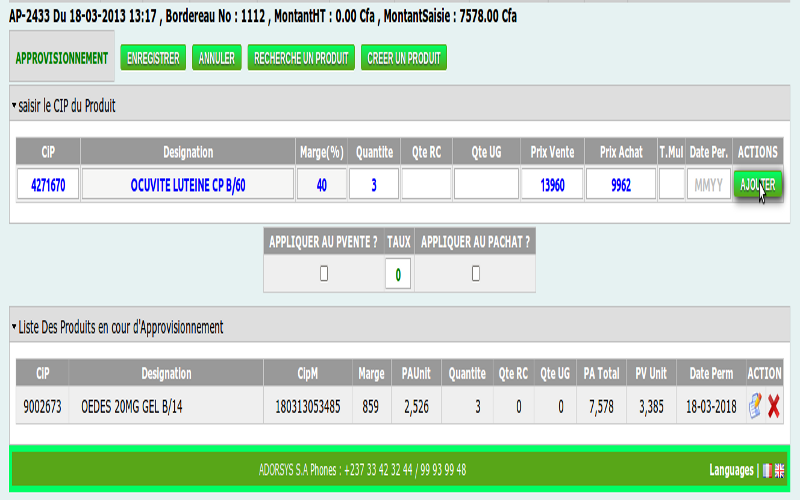 AP-2433 Du 18-03-2013 13:17 , Bordereau No : 1112 , MontantHT : 0.00 Cfa , MontantSaisie : 7578.00 Cfa
APPROVISIONNEMENT ENREGISTRER ANNULER RECHERCHE UN PRODUIT CREER UN PRODUIT
saisir le CIP du Produit
CIP Designation Marge(%) Quantite Qte RC Qte UG Prix Vente Prix Achat T.Mul Date Per. ACTIONS
4271670 OCUVITE LUTEINE CP B/60 40 3 13960 9962 MMYY AJOUTER
APPLIQUER AU PVENTE ? TAUX APPLIQUER AU PACHAT ?
0
Liste Des Produits en cour d'Approvisionnement
CIP Designation CipM Marge PAUnit Quantite Qte RC Qte UG PA Total PV Unit Date Perm ACTION
9002673 OEDES 20MG GEL B/14 180313053485 859 2,526 3 0 0 7,578 3,385 18-03-2018
ADORSYS S.A Phones : +237 33 42 32 44 / 99 93 99 48 Languages |